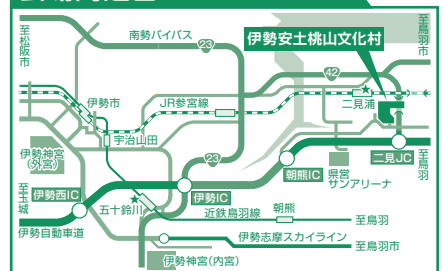 至松阪市
南勢バイパス
23
至鳥羽市
伊勢安土桃山文化村
42
伊勢市
JR参宮線
二見浦
宇治山田
伊勢神宮
(外宮)
23
朝熊IC
二見JC
県営
サンアリーナ
至鳥羽
至玉城
伊勢西IC
伊勢IC
五十鈴川
近鉄鳥羽線
朝熊
至鳥羽
伊勢自動車道
伊勢志摩スカイライン
至鳥羽市
伊勢神宮(内宮)